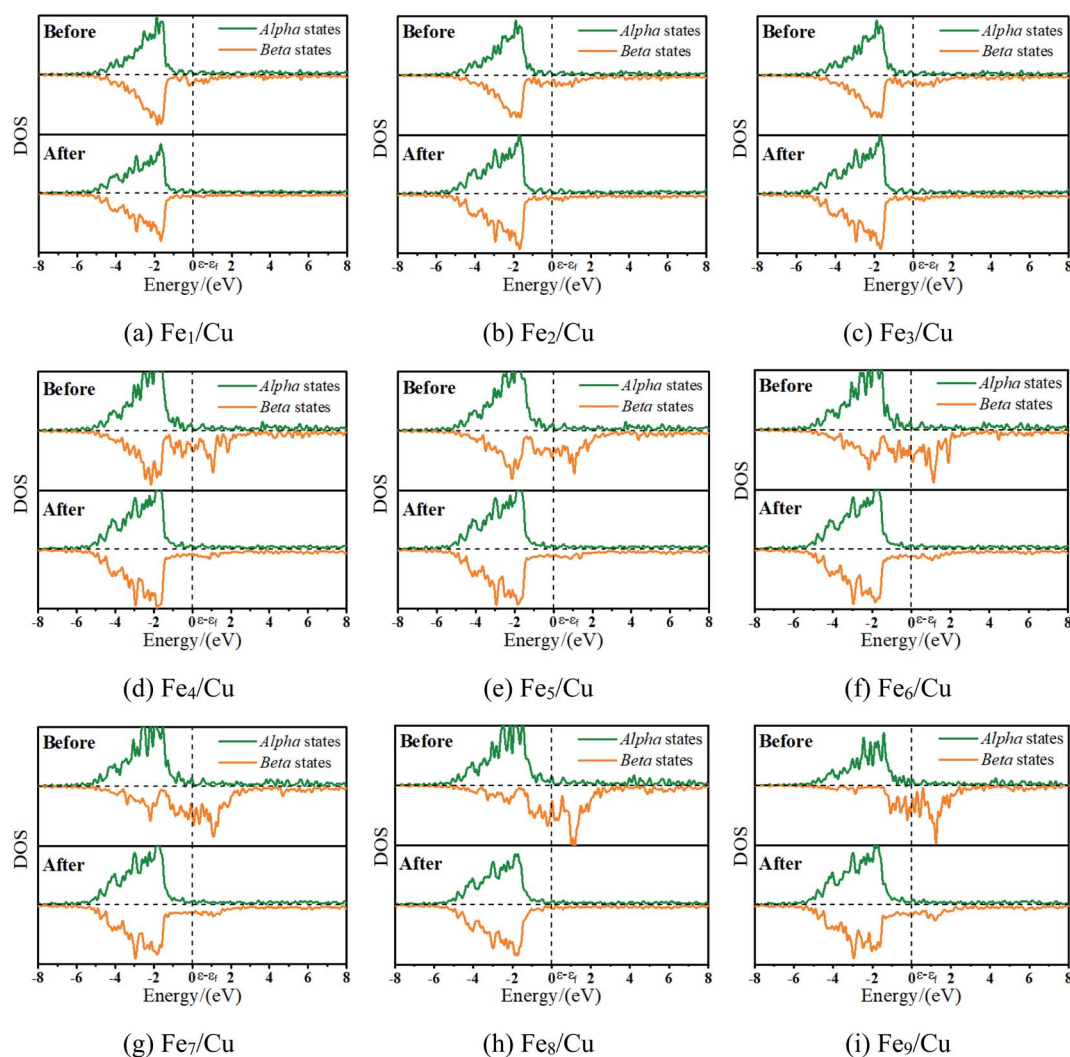 Before
Alpha states
Beta states
DOS
After
-8 -6 -4 -2 0 ε-εf 2 4 6 8
Energy/(eV)
(a) Fe₁/Cu
Before
Alpha states
Beta states
DOS
After
-8 -6 -4 -2 0 ε-εf 2 4 6 8
Energy/(eV)
(b) Fe₂/Cu
Before
Alpha states
Beta states
DOS
After
-8 -6 -4 -2 0 ε-εf 2 4 6 8
Energy/(eV)
(c) Fe₃/Cu
Before
Alpha states
Beta states
DOS
After
-8 -6 -4 -2 0 ε-εf 2 4 6 8
Energy/(eV)
(d) Fe₄/Cu
Before
Alpha states
Beta states
DOS
After
-8 -6 -4 -2 0 ε-εf 2 4 6 8
Energy/(eV)
(e) Fe₅/Cu
Before
Alpha states
Beta states
DOS
After
-8 -6 -4 -2 0 ε-εf 2 4 6 8
Energy/(eV)
(f) Fe₆/Cu
Before
Alpha states
Beta states
DOS
After
-8 -6 -4 -2 0 ε-εf 2 4 6 8
Energy/(eV)
(g) Fe₇/Cu
Before
Alpha states
Beta states
DOS
After
-8 -6 -4 -2 0 ε-εf 2 4 6 8
Energy/(eV)
(h) Fe₈/Cu
Before
Alpha states
Beta states
DOS
After
-8 -6 -4 -2 0 ε-εf 2 4 6 8
Energy/(eV)
(i) Fe₉/Cu